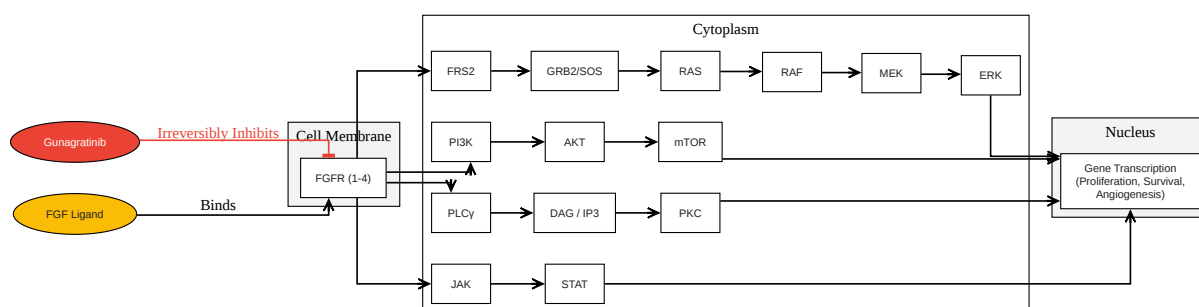 Cytoplasm
FRS2
GRB2/SOS
RAS
RAF
MEK
ERK
Gunagratinib
Irreversibly Inhibits
Cell Membrane
FGFR (1-4)
PI3K
AKT
mTOR
Nucleus
Gene Transcription
(Proliferation, Survival,
Angiogenesis)
FGF Ligand
Binds
PLCγ
DAG / IP3
PKC
JAK
STAT